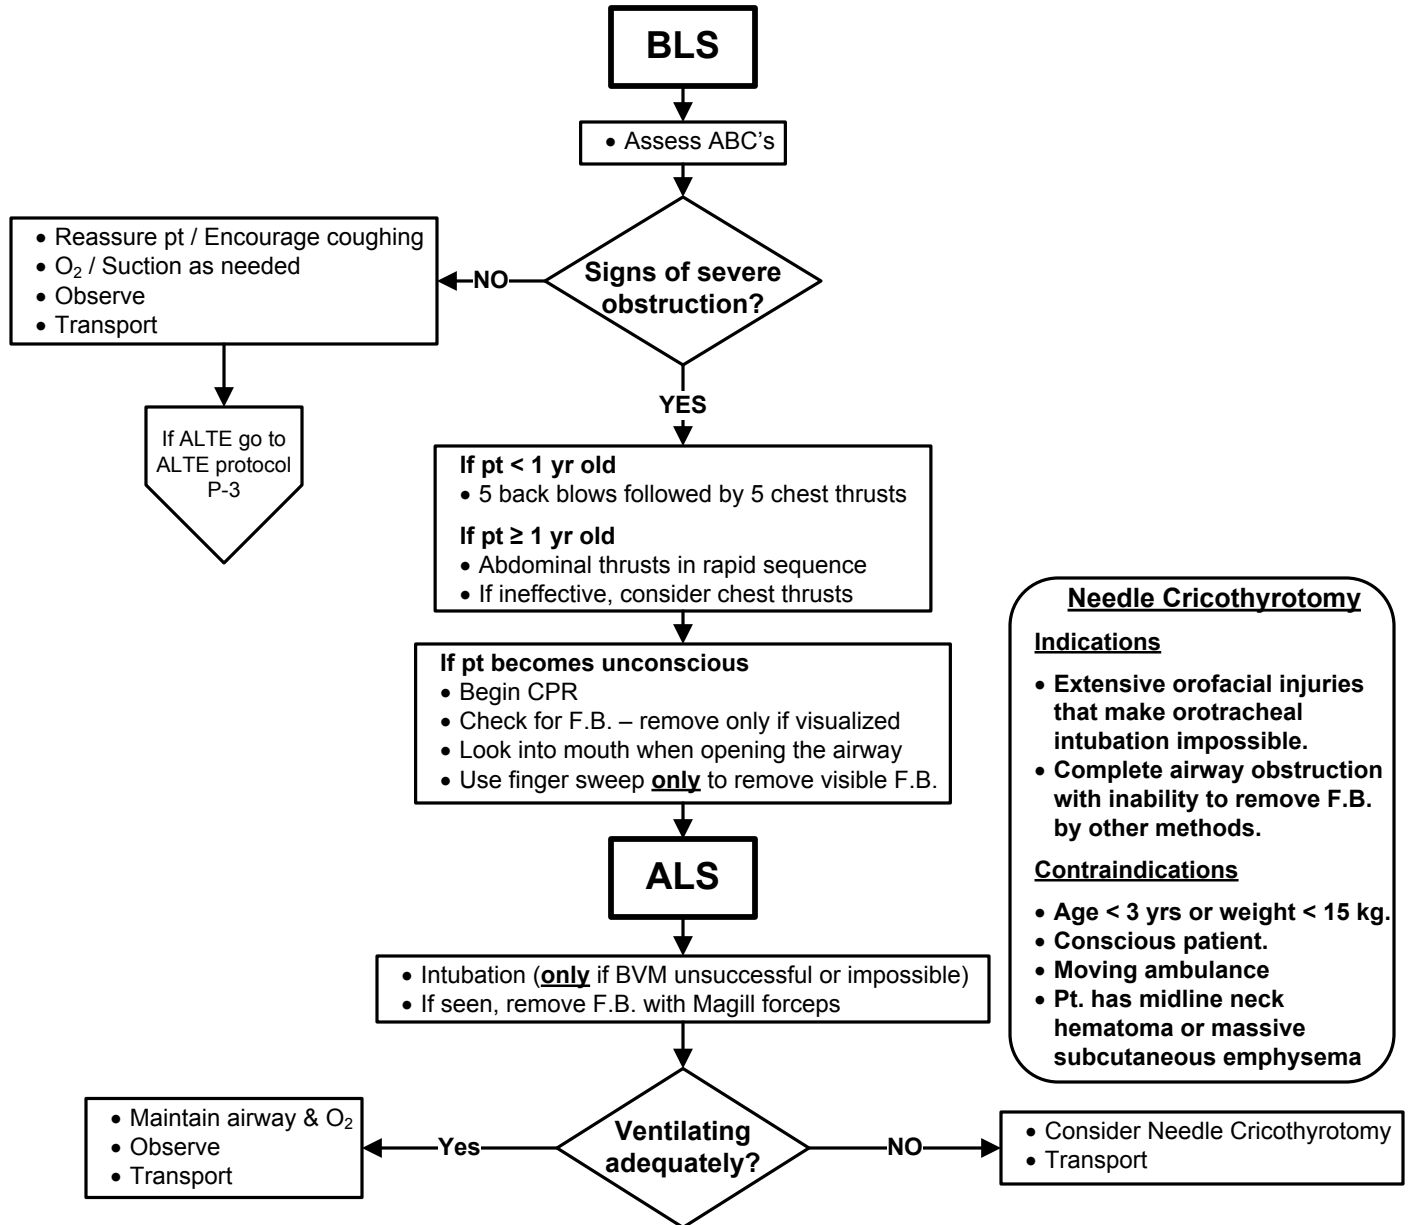 BLS
• Assess ABC's
Signs of severe
obstruction?
NO
• Reassure pt / Encourage coughing
• O₂ / Suction as needed
• Observe
• Transport
If ALTE go to
ALTE protocol
P-3
YES
If pt < 1 yr old
• 5 back blows followed by 5 chest thrusts
If pt ≥ 1 yr old
• Abdominal thrusts in rapid sequence
• If ineffective, consider chest thrusts
If pt becomes unconscious
• Begin CPR
• Check for F.B. – remove only if visualized
• Look into mouth when opening the airway
• Use finger sweep only to remove visible F.B.
ALS
• Intubation (only if BVM unsuccessful or impossible)
• If seen, remove F.B. with Magill forceps
Ventilating
adequately?
Yes
• Maintain airway & O₂
• Observe
• Transport
NO
• Consider Needle Cricothyrotomy
• Transport
Needle Cricothyrotomy
Indications
• Extensive orofacial injuries
that make orotracheal
intubation impossible.
• Complete airway obstruction
with inability to remove F.B.
by other methods.
Contraindications
• Age < 3 yrs or weight < 15 kg.
• Conscious patient.
• Moving ambulance
• Pt. has midline neck
hematoma or massive
subcutaneous emphysema